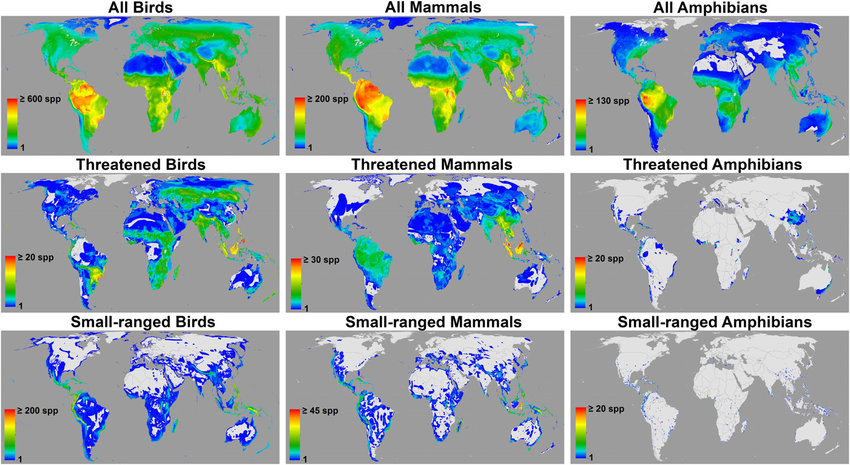 All Birds
All Mammals
All Amphibians
≥ 600 spp
1
≥ 200 spp
1
≥ 130 spp
1
Threatened Birds
Threatened Mammals
Threatened Amphibians
≥ 20 spp
1
≥ 30 spp
1
≥ 20 spp
1
Small-ranged Birds
Small-ranged Mammals
Small-ranged Amphibians
≥ 200 spp
1
≥ 45 spp
1
≥ 20 spp
1